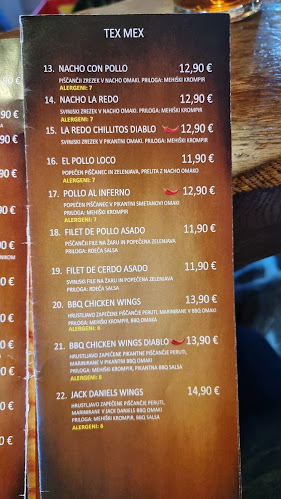 TEX MEX
13. NACHO CON POLLO 12,90 €
PIŠČANČJI ZREZEK V NACHO OMAKI. PRILOGA: MEHIŠKI KROMPIR
ALERGENI: 7
14. NACHO LA REDO 12,90 €
SVINJSKI ZREZEK V NACHO OMAKI. PRILOGA: MEHIŠKI KROMPIR
ALERGENI: 7
15. LA REDO CHILLITOS DIABLO 12,90 €
SVINJSKI ZREZEK V PIKANTNI OMAKI. PRILOGA: MEHIŠKI KROMPIR
16. EL POLLO LOCO 11,90 €
POPEČEN PIŠČANEC IN ZELENJAVA, PRELITA Z NACHO OMAKO
ALERGENI: 7
17. POLLO AL INFERNO 12,90 €
POPEČEN PIŠČANEC V PIKANTNI SMETANOVI OMAKI
PRILOGA: MEHIŠKI KROMPIR
ALERGENI: 7
18. FILET DE POLLO ASADO 11,90 €
PIŠČANČJI FILE NA ŽARU IN POPEČENA ZELENJAVA
PRILOGA: RDEČA SALSA
19. FILET DE CERDO ASADO 11,90 €
SVINJSKI FILE NA ŽARU IN POPEČENA ZELENJAVA
PRILOGA: RDEČA SALSA
20. BBQ CHICKEN WINGS 13,90 €
HRUSTLJAVO ZAPEČENE PIŠČANČJE PERUTI, MARINIRANE V BBQ OMAKI
PRILOGA: MEHIŠKI KROMPIR, BBQ OMAKA
ALERGENI: 8
21. BBQ CHICKEN WINGS DIABLO 13,90 €
HRUSTLJAVO ZAPEČENE PIKANTNE PIŠČANČJE PERUTI,
MARINIRANE V PIKANTNI BBQ OMAKI
PRILOGA: MEHIŠKI KROMPIR, PIKANTNA BBQ SALSA
ALERGENI: 8
22. JACK DANIELS WINGS 14,90 €
HRUSTLJAVO ZAPEČENE PIŠČANČJE PERUTI,
MARINIRANE V JACK DANIELS BBQ OMAKI
PRILOGA: MEHIŠKI KROMPIR, BBQ SALSA
ALERGENI: 8